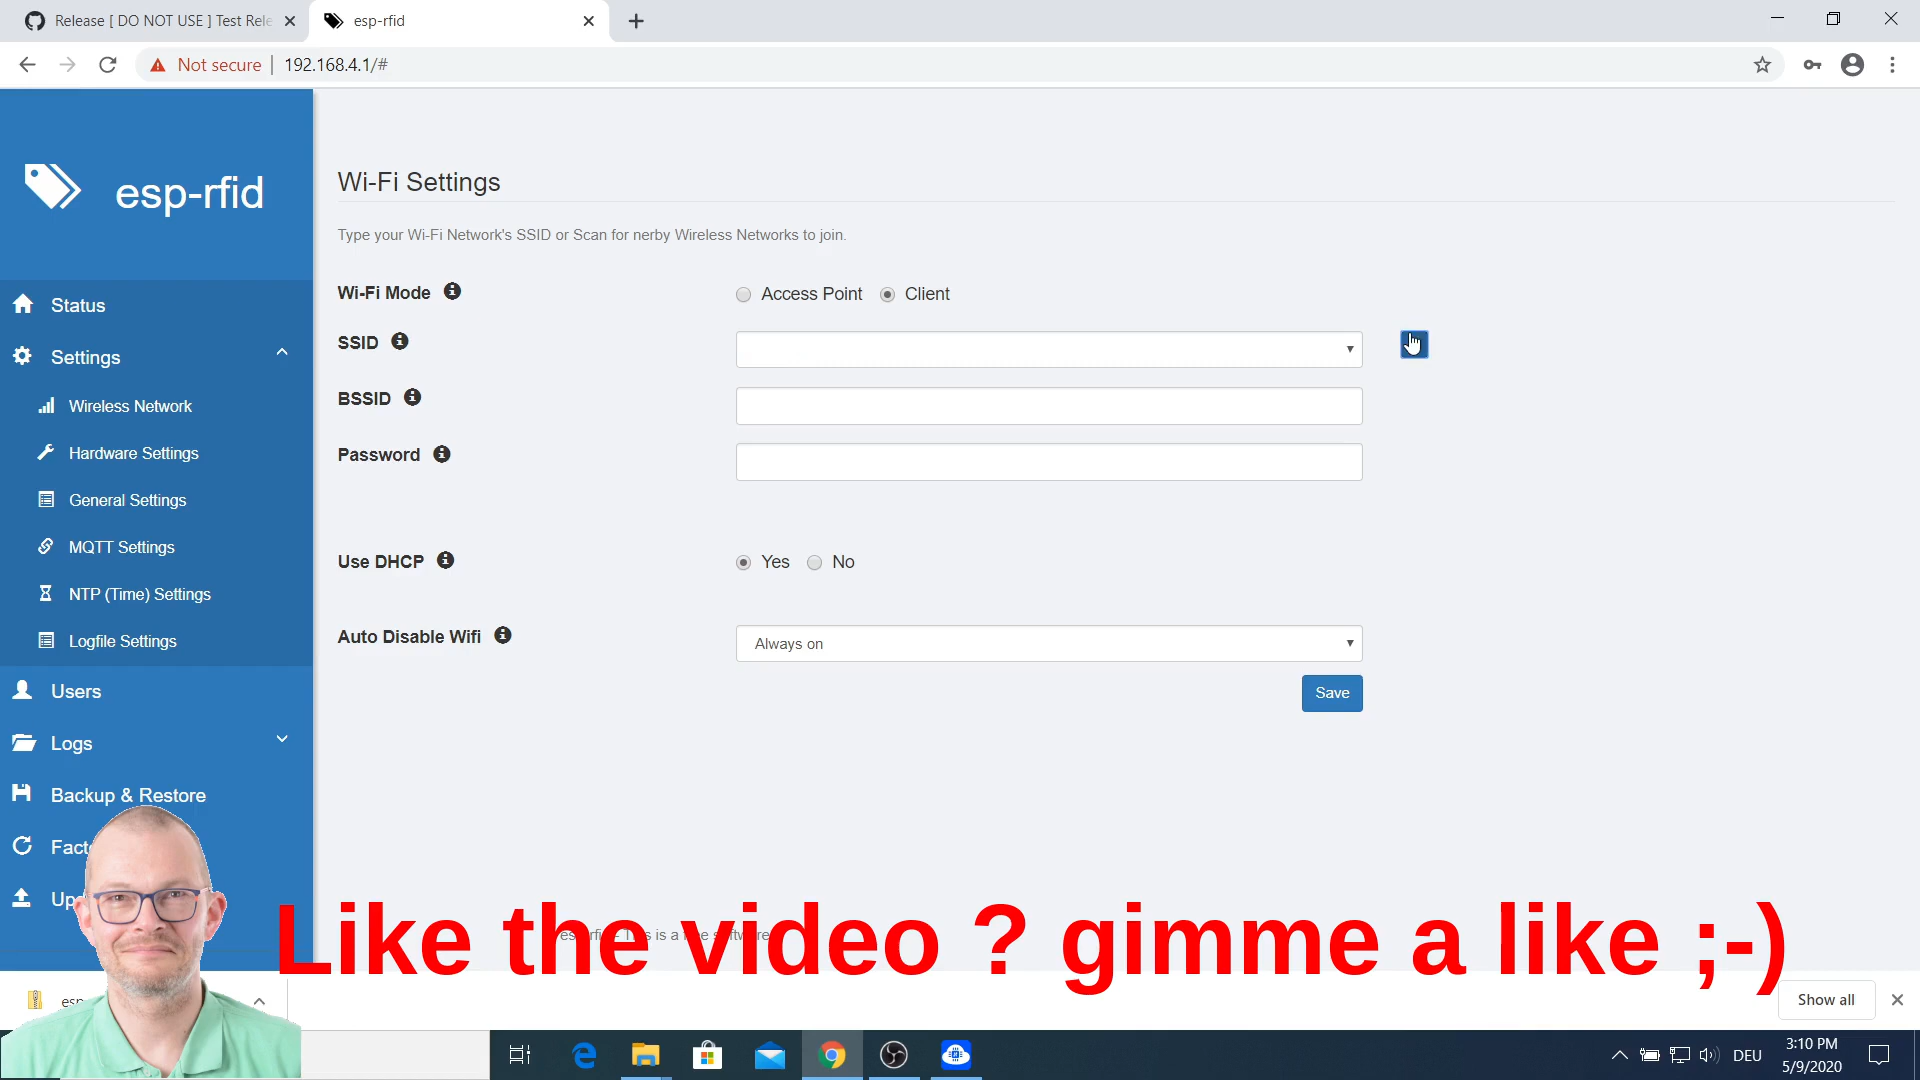 Release [ DO NOT USE ] Test Rele
esp-rfid
Not secure
192.168.4.1/#
esp-rfid
Wi-Fi Settings
Type your Wi-Fi Network's SSID or Scan for nerby Wireless Networks to join.
Wi-Fi Mode
Access Point
Client
SSID
BSSID
Password
Use DHCP
Yes
No
Auto Disable Wifi
Always on
Save
Status
Settings
Wireless Network
Hardware Settings
General Settings
MQTT Settings
NTP (Time) Settings
Logfile Settings
Users
Logs
Backup & Restore
Like the video ? gimme a like ;-)
Show all
DEU
3:10 PM
5/9/2020